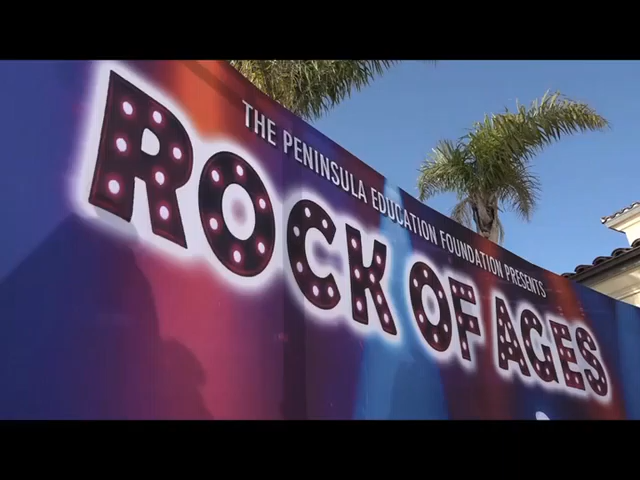 THE PENINSULA EDUCATION FOUNDATION PRESENTS
ROCK OF AGES